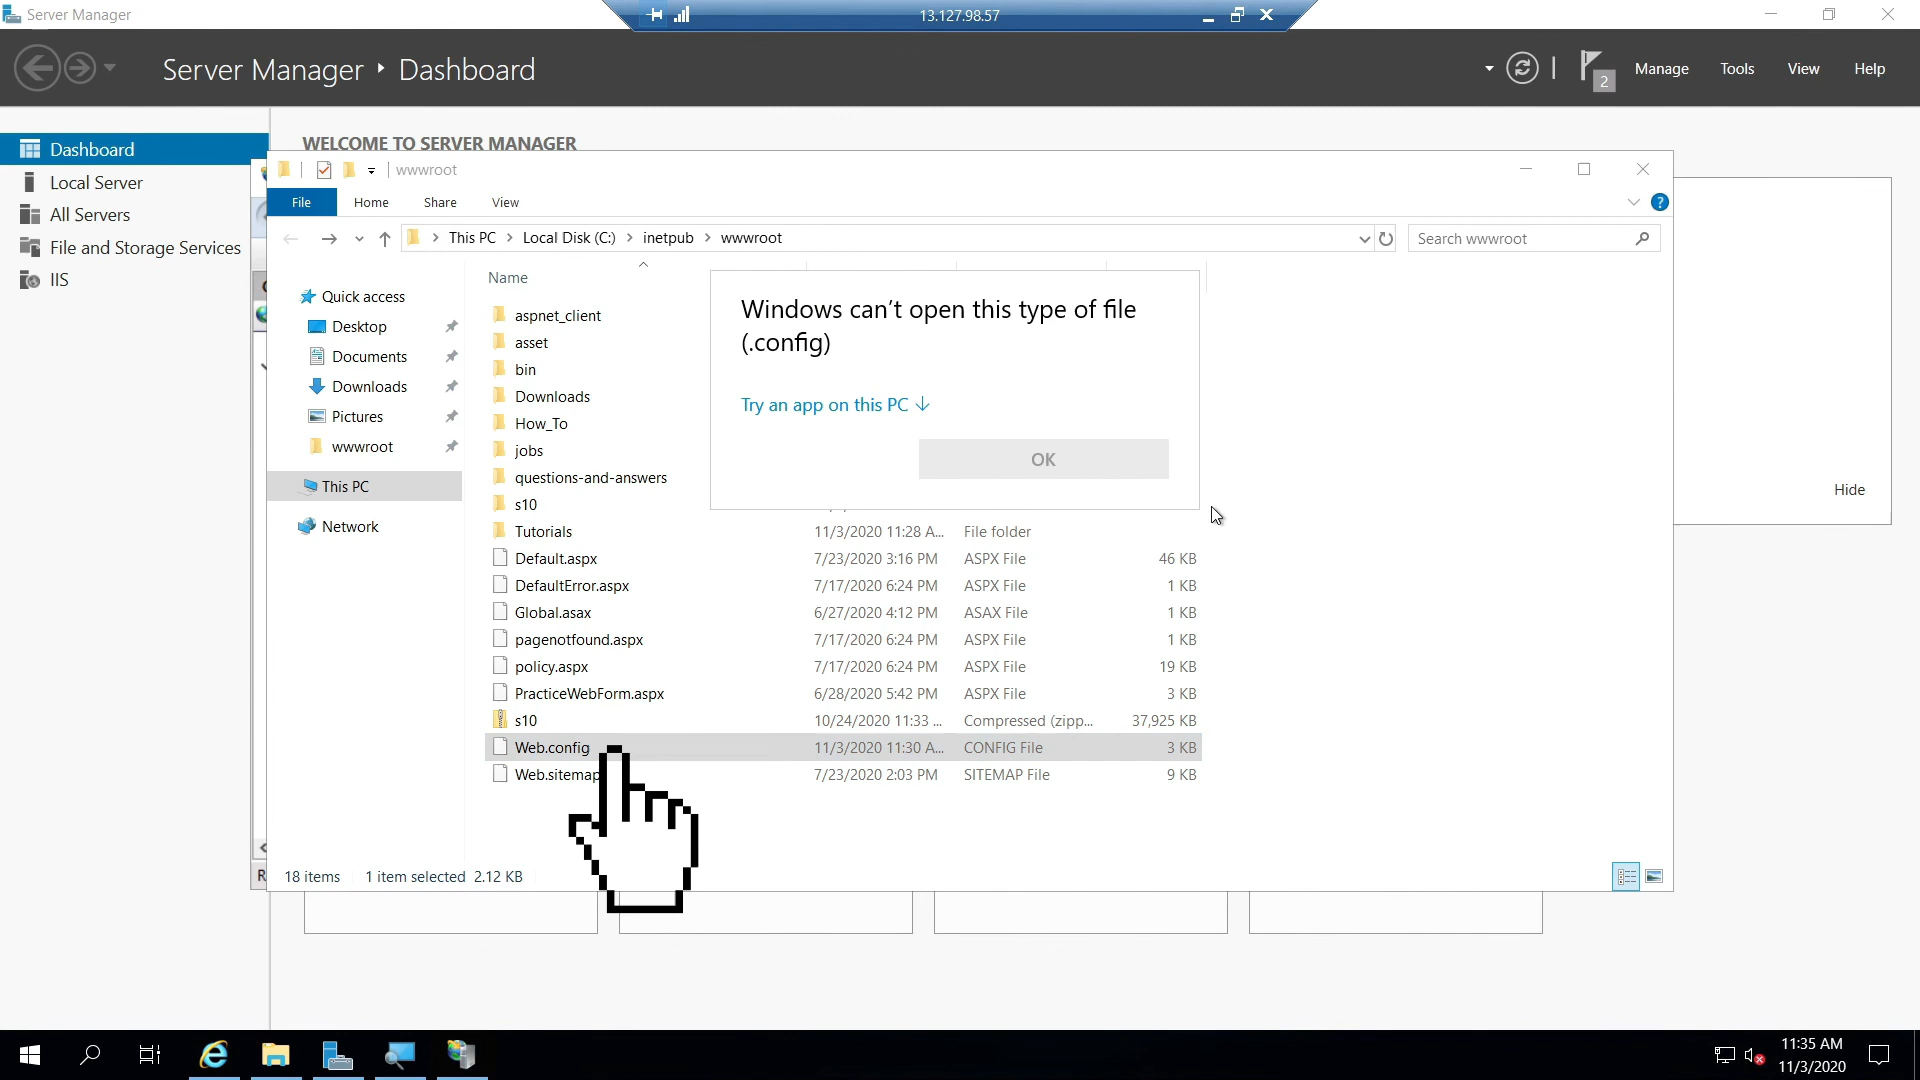 Server Manager
13.127.98.57
Server Manager ‣ Dashboard
2
Manage
Tools
View
Help
Dashboard
Local Server
All Servers
File and Storage Services
IIS
WELCOME TO SERVER MANAGER
wwwroot
File
Home
Share
View
This PC
Local Disk (C:)
inetpub
wwwroot
Search wwwroot
Quick access
Desktop
Documents
Downloads
Pictures
wwwroot
This PC
Network
Name
aspnet_client
asset
bin
Downloads
How_To
jobs
questions-and-answers
s10
Tutorials 11/3/2020 11:28 A... File folder
Default.aspx 7/23/2020 3:16 PM ASPX File 46 KB
DefaultError.aspx 7/17/2020 6:24 PM ASPX File 1 KB
Global.asax 6/27/2020 4:12 PM ASAX File 1 KB
pagenotfound.aspx 7/17/2020 6:24 PM ASPX File 1 KB
policy.aspx 7/17/2020 6:24 PM ASPX File 19 KB
PracticeWebForm.aspx 6/28/2020 5:42 PM ASPX File 3 KB
s10 10/24/2020 11:33 ... Compressed (zipp... 37,925 KB
Web.config 11/3/2020 11:30 A... CONFIG File 3 KB
Web.sitemap 7/23/2020 2:03 PM SITEMAP File 9 KB
Windows can't open this type of file
(.config)
Try an app on this PC
OK
Hide
18 items 1 item selected 2.12 KB
R
11:35 AM
11/3/2020